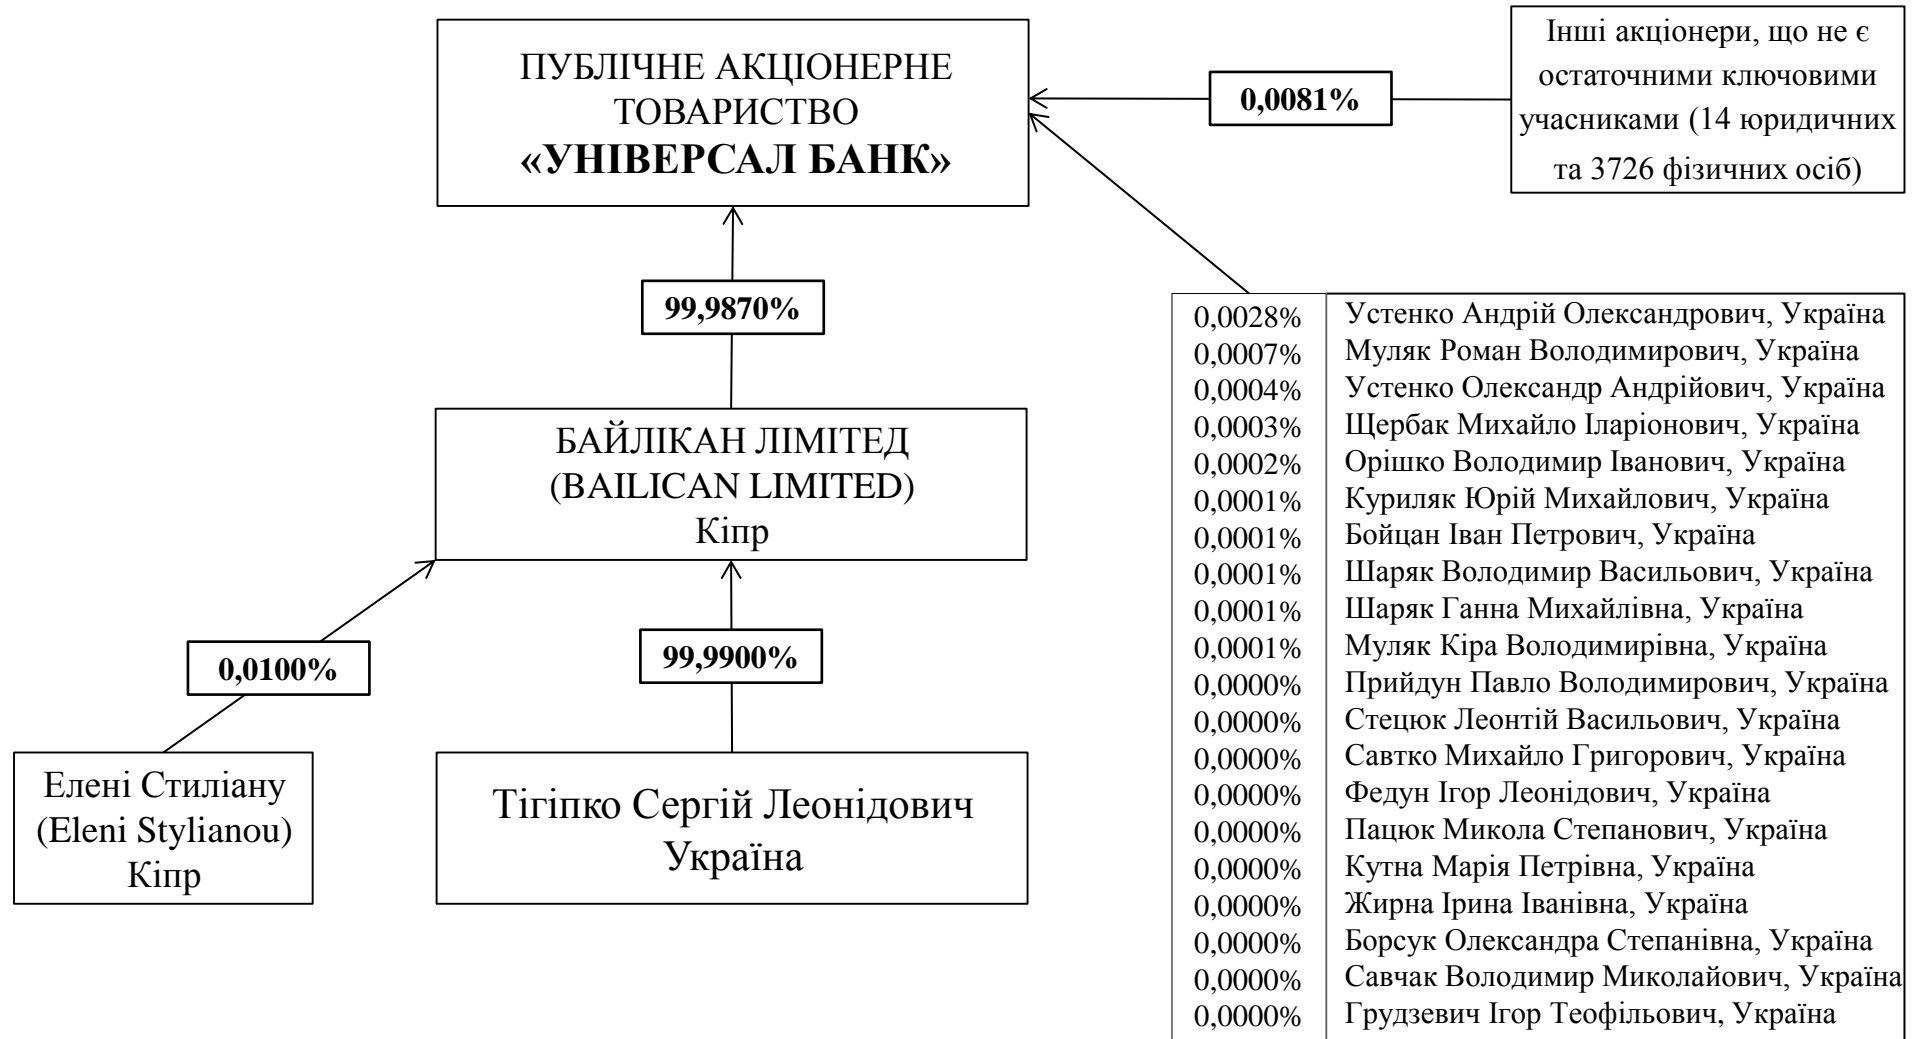 ПУБЛІЧНЕ АКЦІОНЕРНЕ
ТОВАРИСТВО
«УНІВЕРСАЛ БАНК»
0,0081%
Інші акціонери, що не є
остаточними ключовими
учасниками (14 юридичних
та 3726 фізичних осіб)
99,9870%
БАЙЛІКАН ЛІМІТЕД
(BAILICAN LIMITED)
Кіпр
0,0100%
99,9900%
Елені Стиліану
(Eleni Stylianou)
Кіпр
Тігіпко Сергій Леонідович
Україна
0,0028% Устенко Андрій Олександрович, Україна
0,0007% Муляк Роман Володимирович, Україна
0,0004% Устенко Олександр Андрійович, Україна
0,0003% Щербак Михайло Іларіонович, Україна
0,0002% Орішко Володимир Іванович, Україна
0,0001% Куриляк Юрій Михайлович, Україна
0,0001% Бойцан Іван Петрович, Україна
0,0001% Шаряк Володимир Васильович, Україна
0,0001% Шаряк Ганна Михайлівна, Україна
0,0001% Муляк Кіра Володимирівна, Україна
0,0000% Прийдун Павло Володимирович, Україна
0,0000% Стецюк Леонтій Васильович, Україна
0,0000% Савтко Михайло Григорович, Україна
0,0000% Федун Ігор Леонідович, Україна
0,0000% Пацюк Микола Степанович, Україна
0,0000% Кутна Марія Петрівна, Україна
0,0000% Жирна Ірина Іванівна, Україна
0,0000% Борсук Олександра Степанівна, Україна
0,0000% Савчак Володимир Миколайович, Україна
0,0000% Грудзевич Ігор Теофільович, Україна